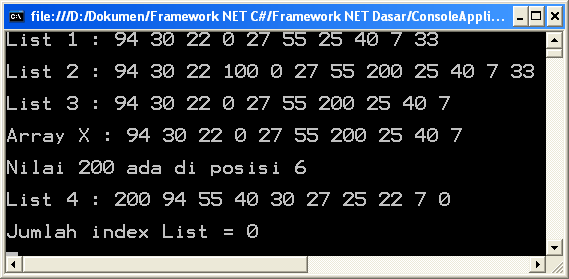 file:///D:/Dokumen/Framework NET C#/Framework NET Dasar/ConsoleAppli...
List 1 : 94 30 22 0 27 55 25 40 7 33
List 2 : 94 30 22 100 0 27 55 200 25 40 7 33
List 3 : 94 30 22 0 27 55 200 25 40 7
Array X : 94 30 22 0 27 55 200 25 40 7
Nilai 200 ada di posisi 6
List 4 : 200 94 55 40 30 27 25 22 7 0
Jumlah index List = 0